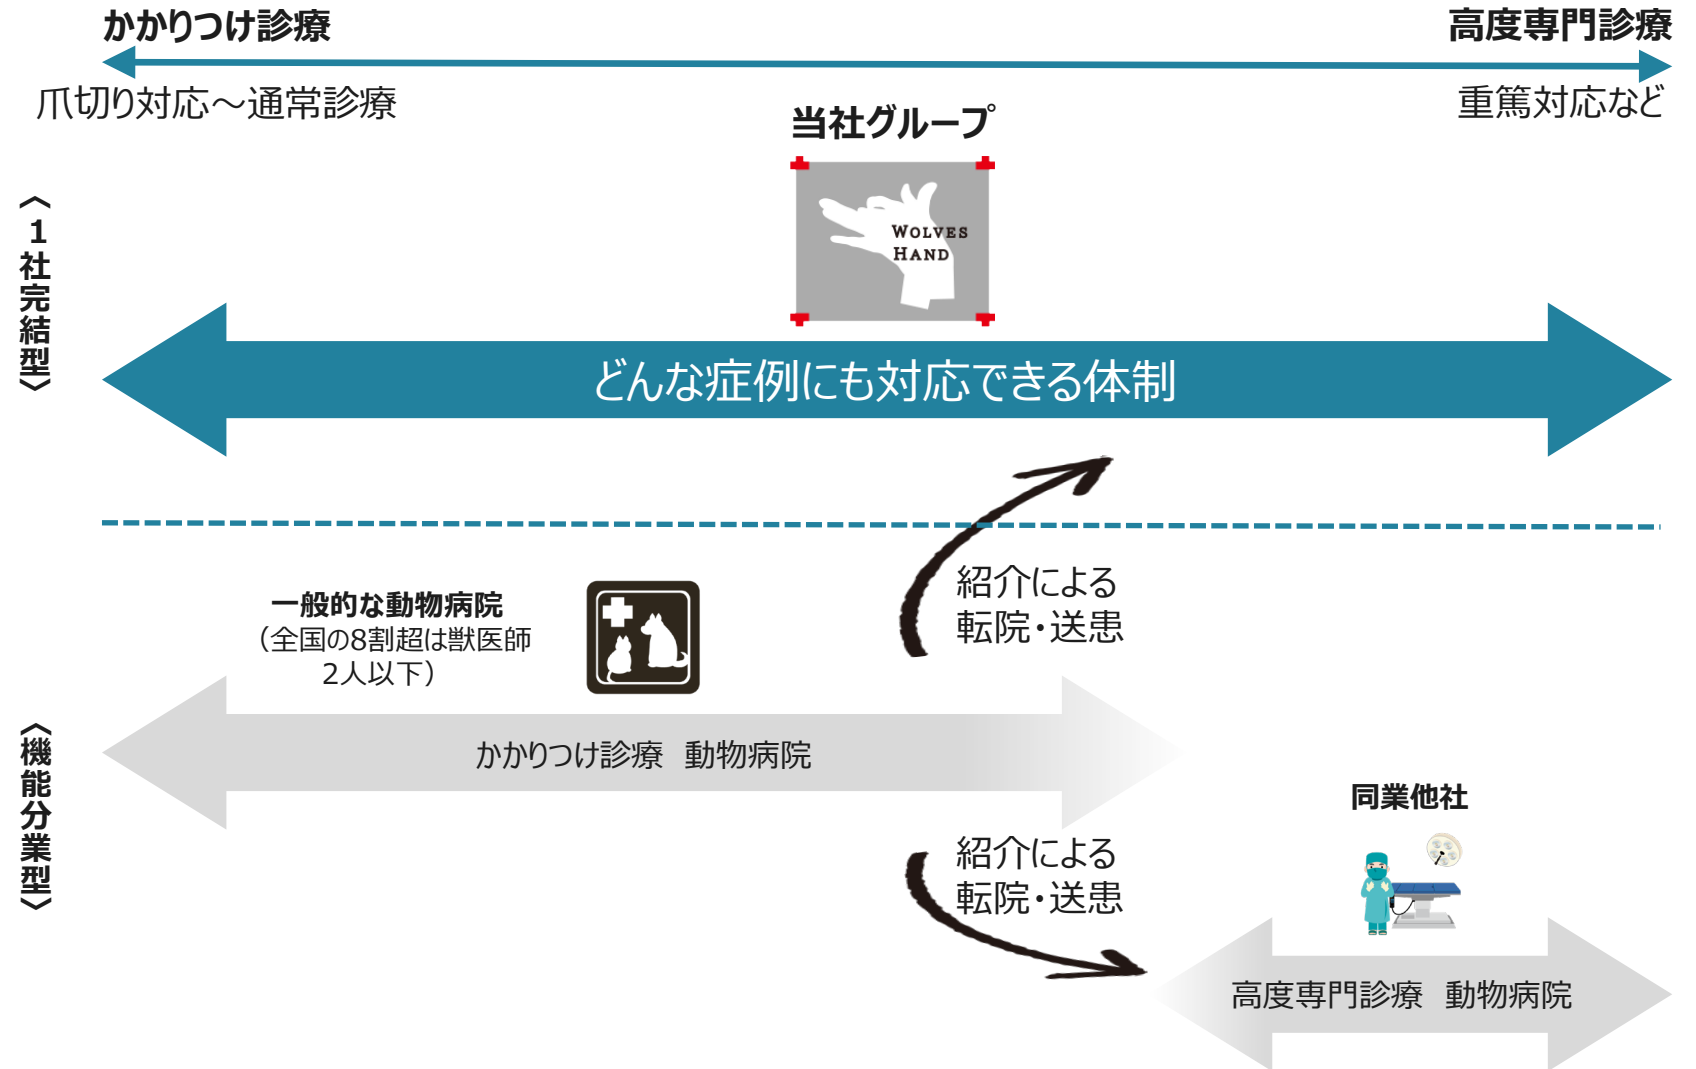 かかりつけ診療
高度専門診療
爪切り対応～通常診療
重篤対応など
当社グループ
WOLVES
HAND
〈1社完結型〉
どんな症例にも対応できる体制
紹介による
転院・送患
一般的な動物病院
（全国の8割超は獣医師
2人以下）
〈機能分業型〉
かかりつけ診療　動物病院
同業他社
紹介による
転院・送患
高度専門診療　動物病院